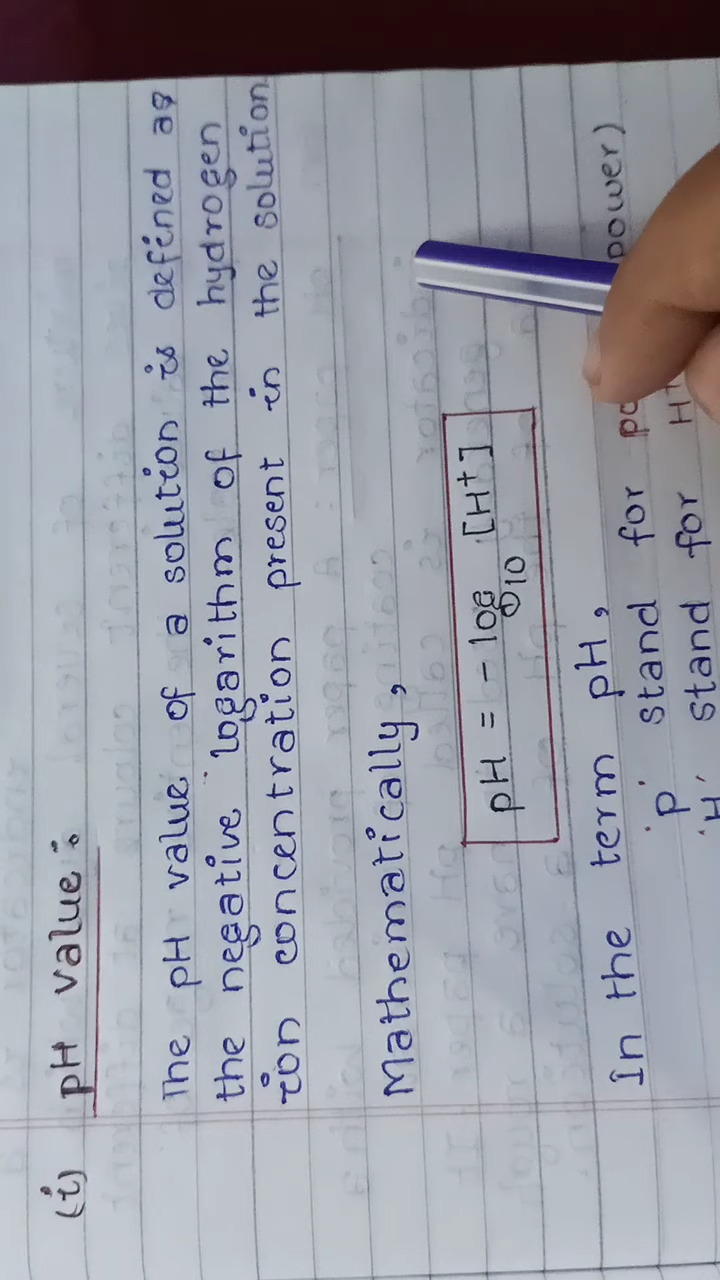 (i) pH value :
The pH value of a solution is defined as
the negative logarithm of the hydrogen
ion concentration present in the solution
Mathematically,
pH = - log₁₀ [H⁺]
In the term pH,
'p' stand for power)
'H' stand for H⁺